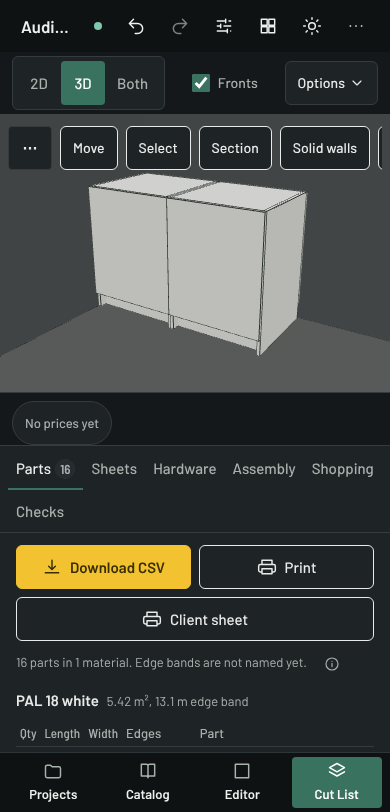 Audi...
2D 3D Both Fronts Options
... Move Select Section Solid walls
No prices yet
Parts 16 Sheets Hardware Assembly Shopping
Checks
Download CSV Print
Client sheet
16 parts in 1 material. Edge bands are not named yet.
PAL 18 white 5.42 m², 13.1 m edge band
Qty Length Width Edges Part
Projects Catalog Editor Cut List